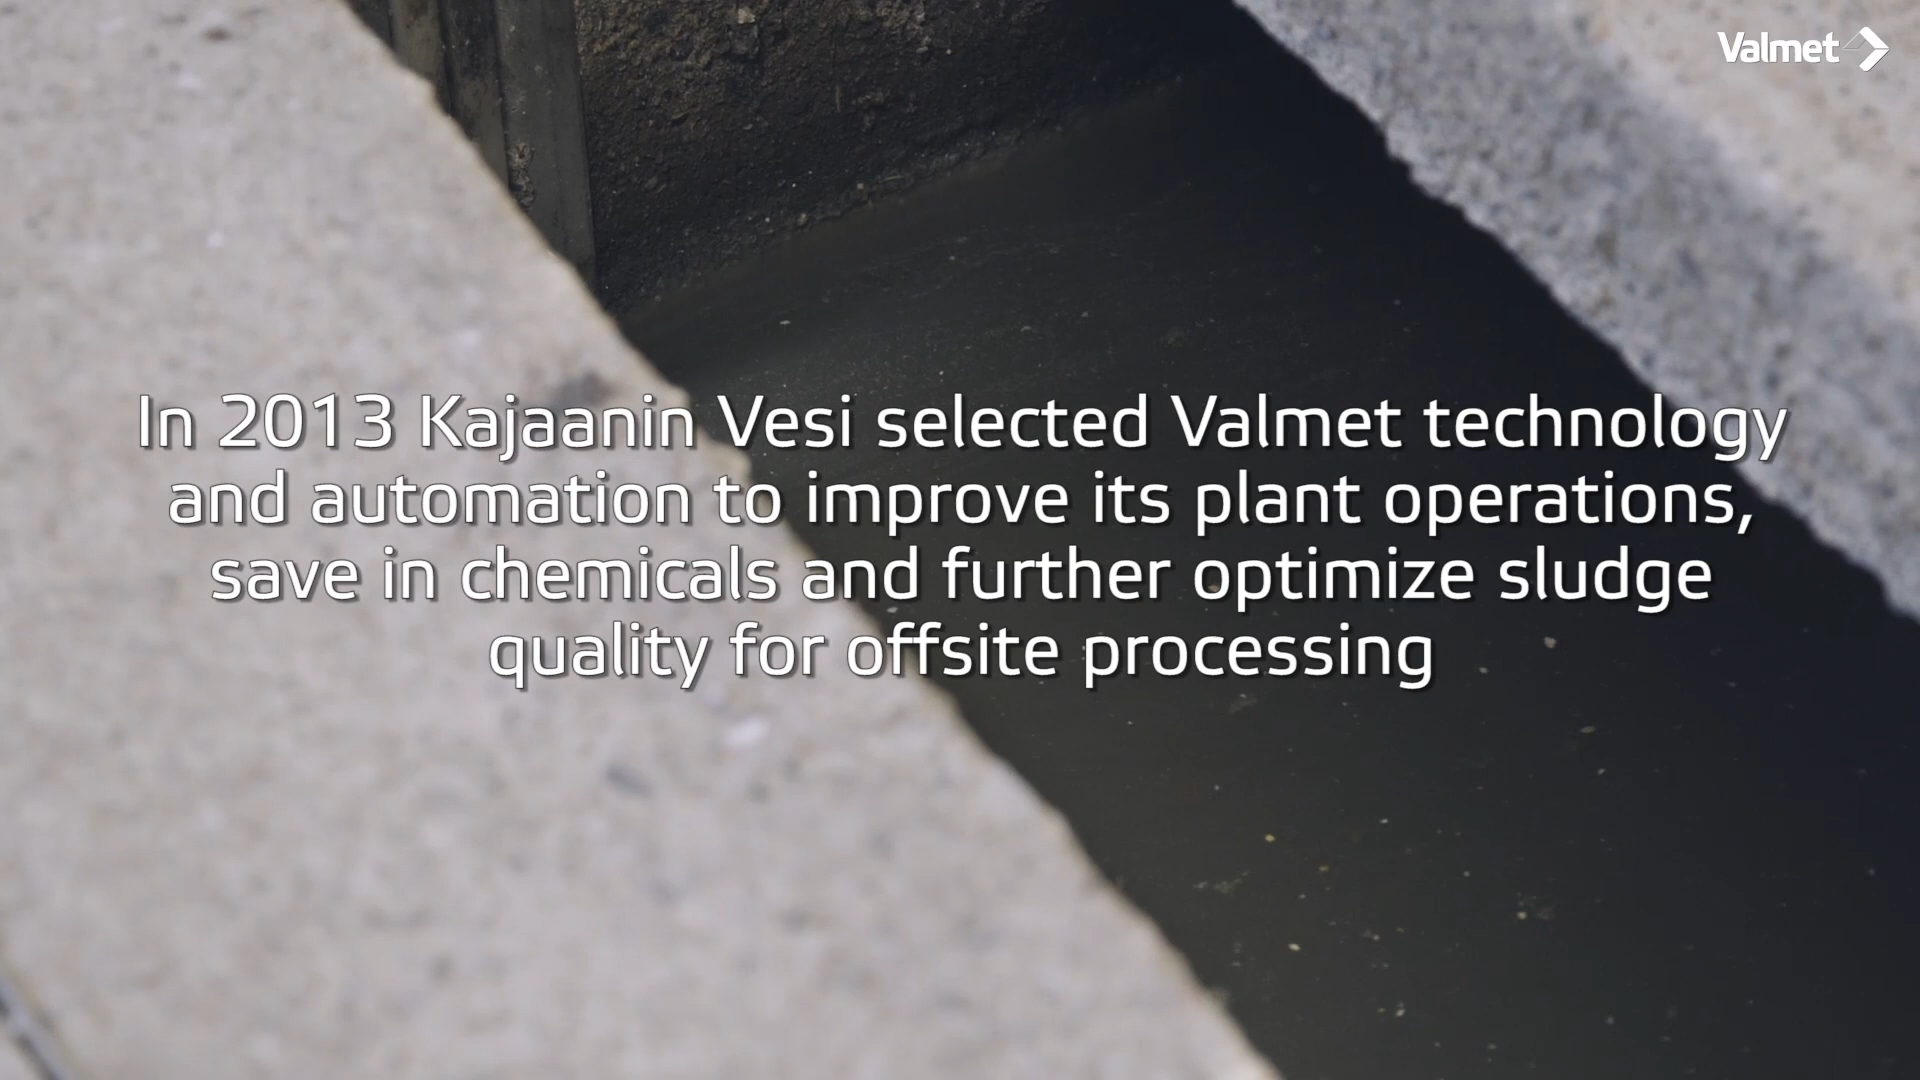 Valmet
In 2013 Kajaanin Vesi selected Valmet technology
and automation to improve its plant operations,
save in chemicals and further optimize sludge
quality for offsite processing